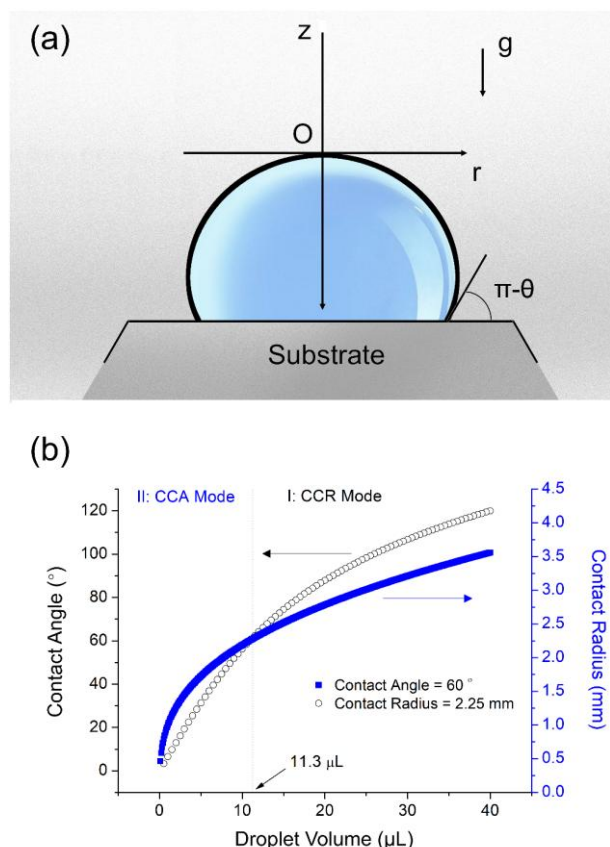 (a)
z
g
O
r
π-θ
Substrate
(b)
II: CCA Mode
I: CCR Mode
120
100
80
60
40
20
0
Contact Angle (°)
4.5
4.0
3.5
3.0
2.5
2.0
1.5
1.0
0.5
0.0
Contact Radius (mm)
Contact Angle = 60 °
Contact Radius = 2.25 mm
11.3 μL
0
10
20
30
40
Droplet Volume (μL)